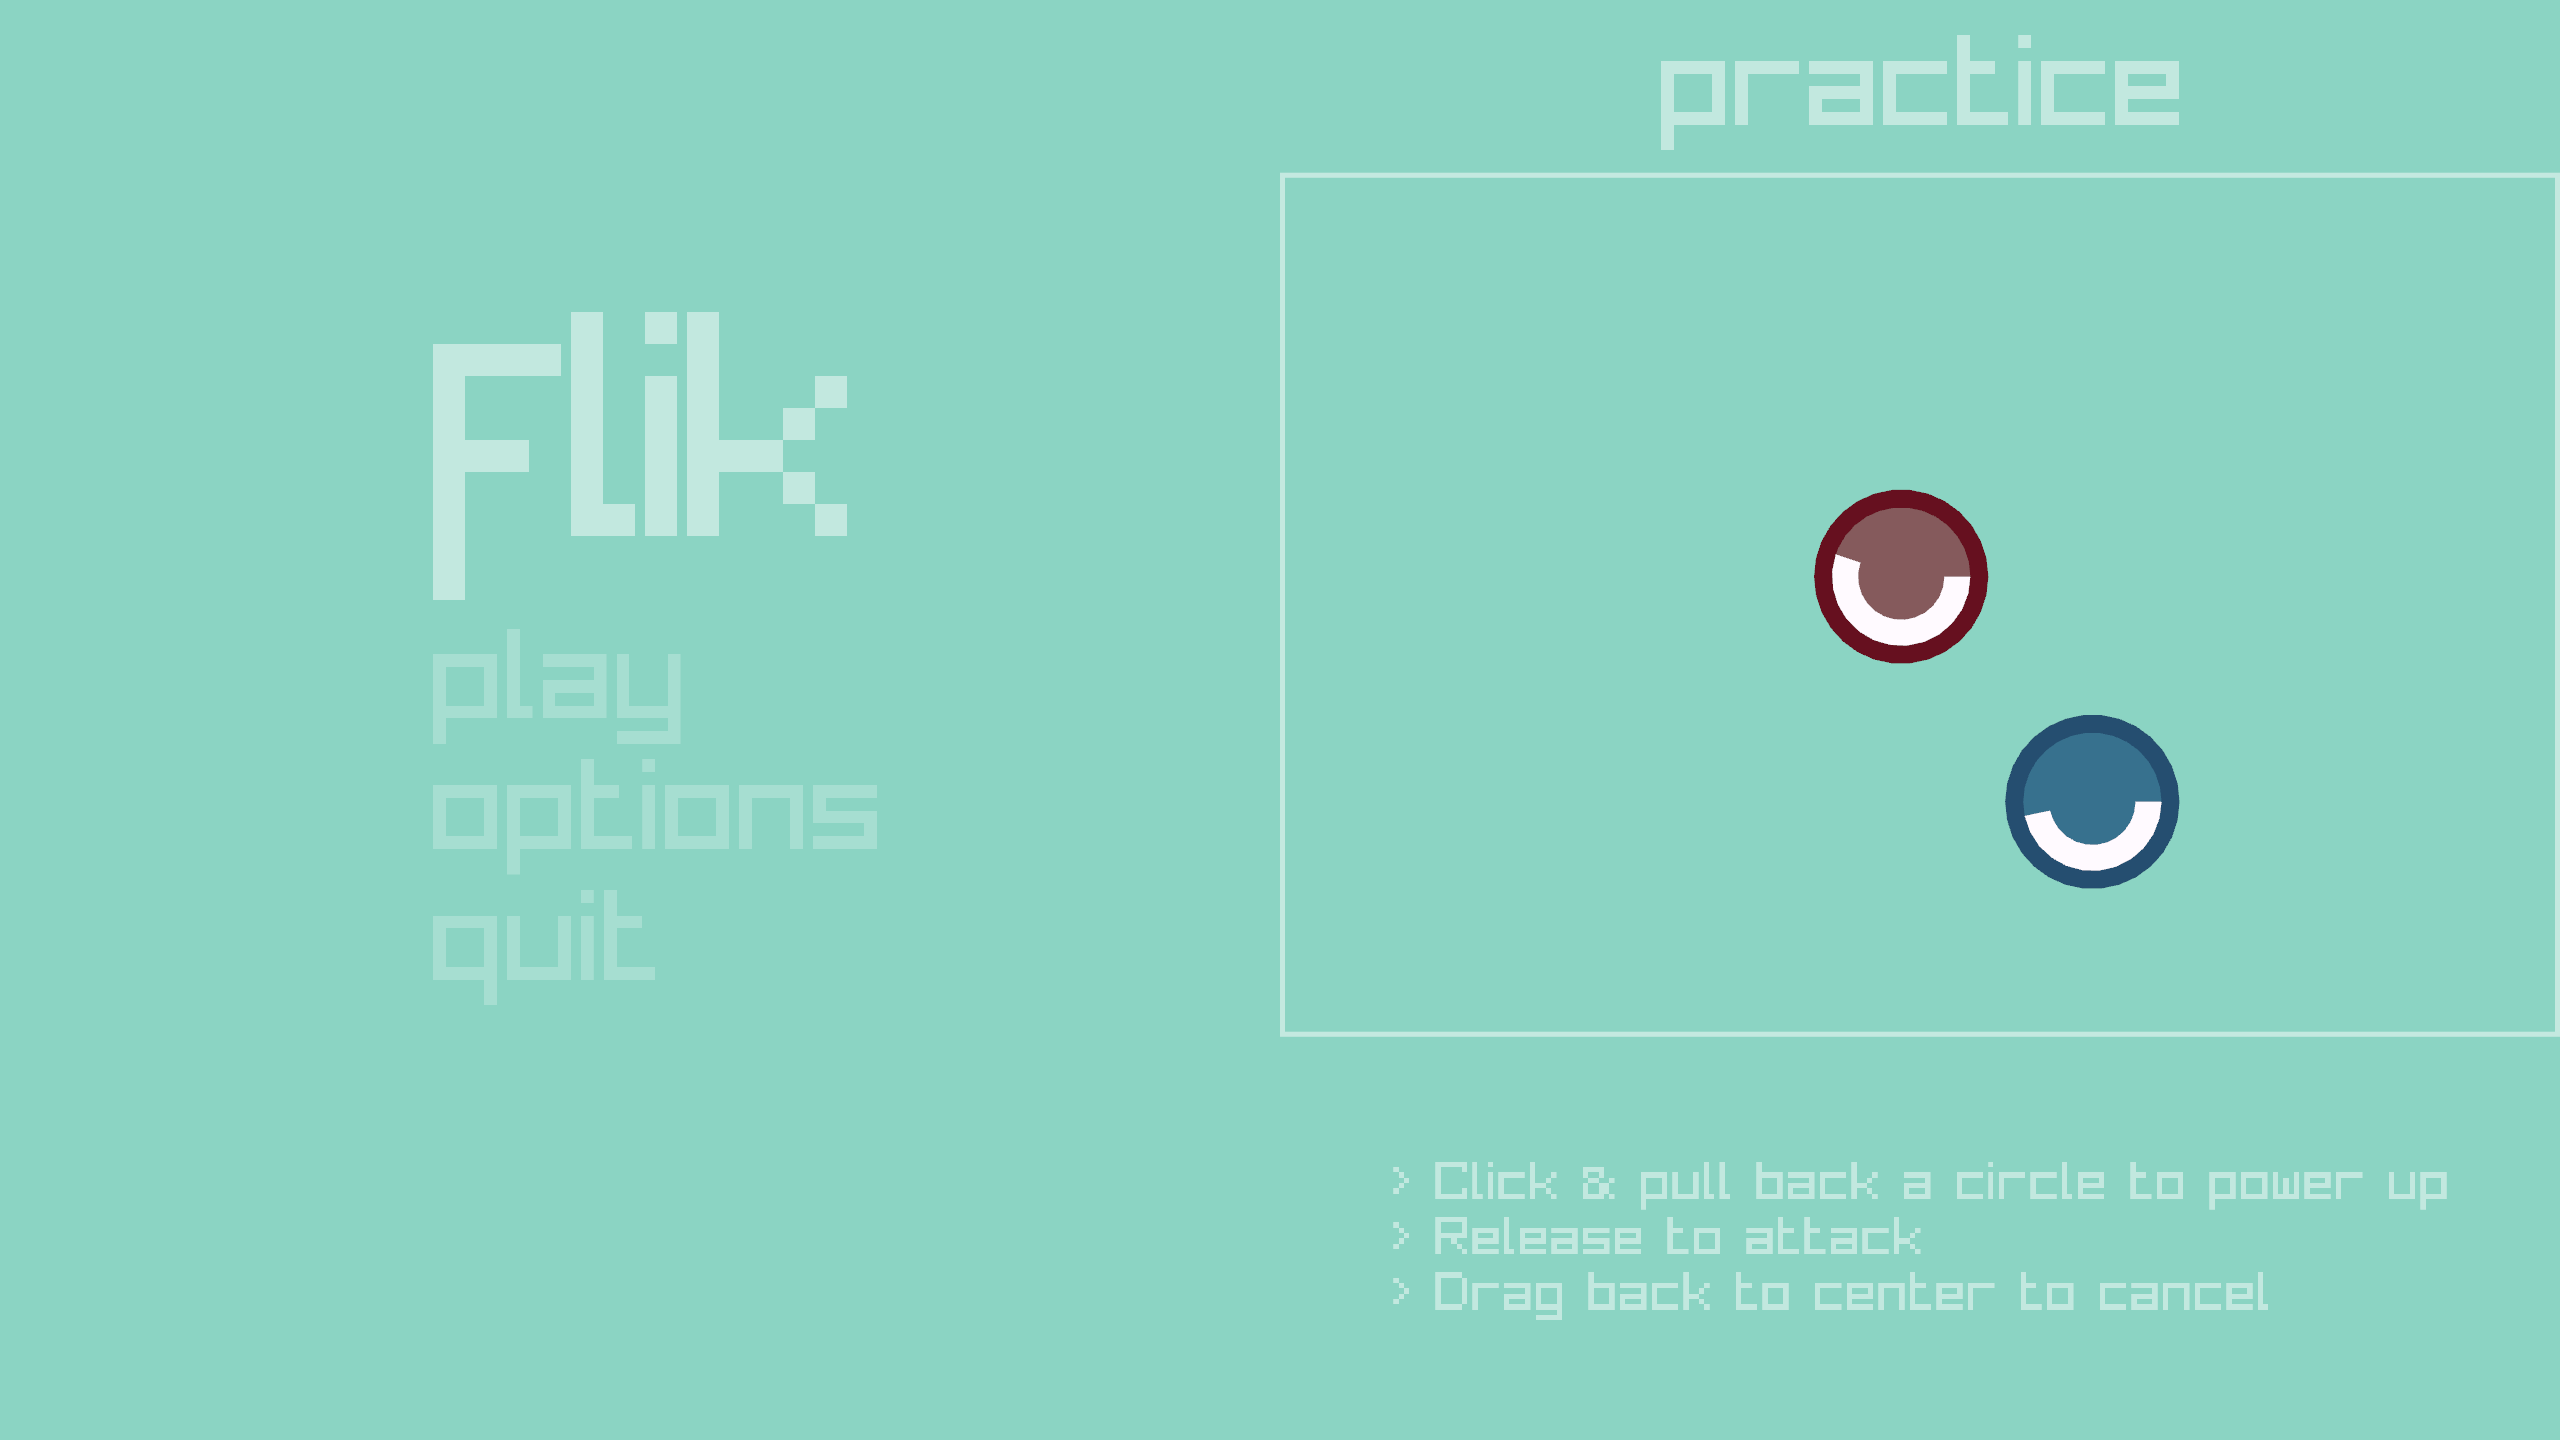 Flik
play
options
quit
practice
> Click & pull back a circle to power up
> Release to attack
> Drag back to center to cancel